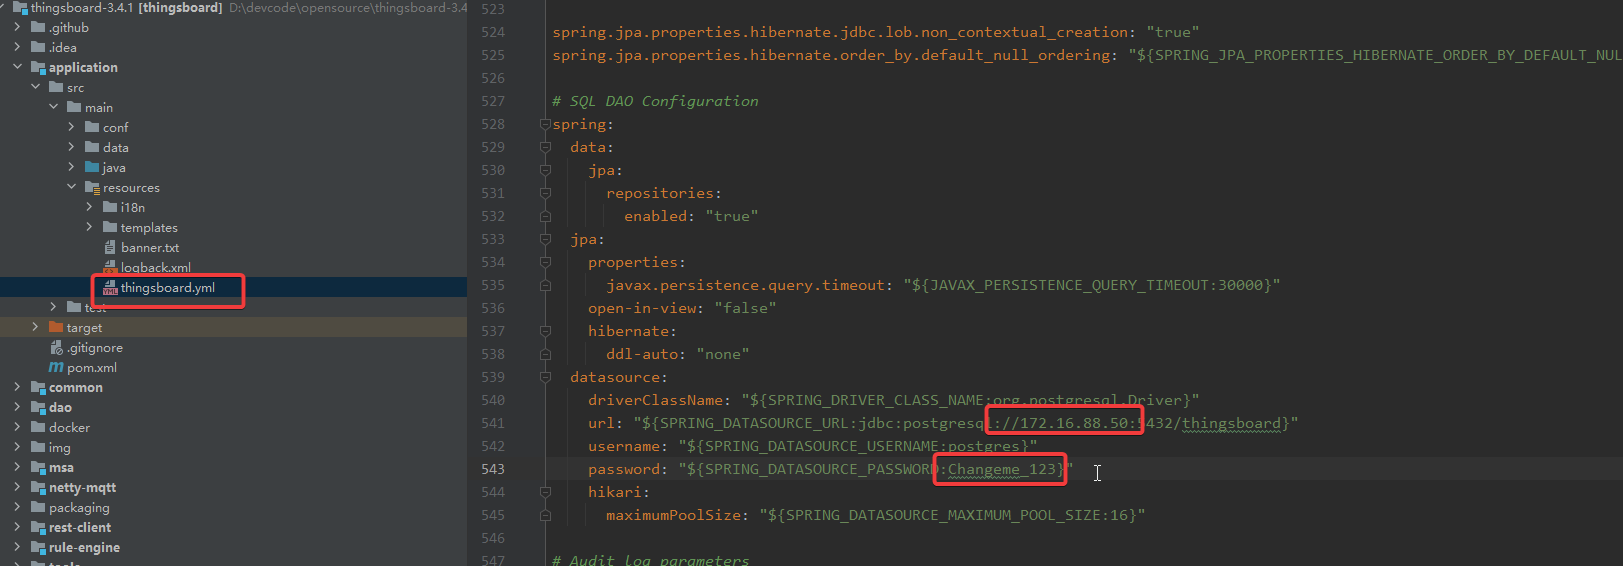 thingsboard-3.4.1 [thingsboard] D:\devcode\opensource\thingsboard-3.4
.github
.idea
application
src
main
conf
data
java
resources
i18n
templates
banner.txt
logback.xml
thingsboard.yml
test
target
.gitignore
pom.xml
common
dao
docker
img
msa
netty-mqtt
packaging
rest-client
rule-engine
tools
523
524 spring.jpa.properties.hibernate.jdbc.lob.non_contextual_creation: "true"
525 spring.jpa.properties.hibernate.order_by.default_null_ordering: "${SPRING_JPA_PROPERTIES_HIBERNATE_ORDER_BY_DEFAULT_NUL
526
527 # SQL DAO Configuration
528 spring:
529 data:
530 jpa:
531 repositories:
532 enabled: "true"
533 jpa:
534 properties:
535 javax.persistence.query.timeout: "${JAVAX_PERSISTENCE_QUERY_TIMEOUT:30000}"
536 open-in-view: "false"
537 hibernate:
538 ddl-auto: "none"
539 datasource:
540 driverClassName: "${SPRING_DRIVER_CLASS_NAME:org.postgresql.Driver}"
541 url: "${SPRING_DATASOURCE_URL:jdbc:postgresql://172.16.88.50:5432/thingsboard}"
542 username: "${SPRING_DATASOURCE_USERNAME:postgres}"
543 password: "${SPRING_DATASOURCE_PASSWORD:Changeme_123}"
544 hikari:
545 maximumPoolSize: "${SPRING_DATASOURCE_MAXIMUM_POOL_SIZE:16}"
546
547 # Audit log parameters